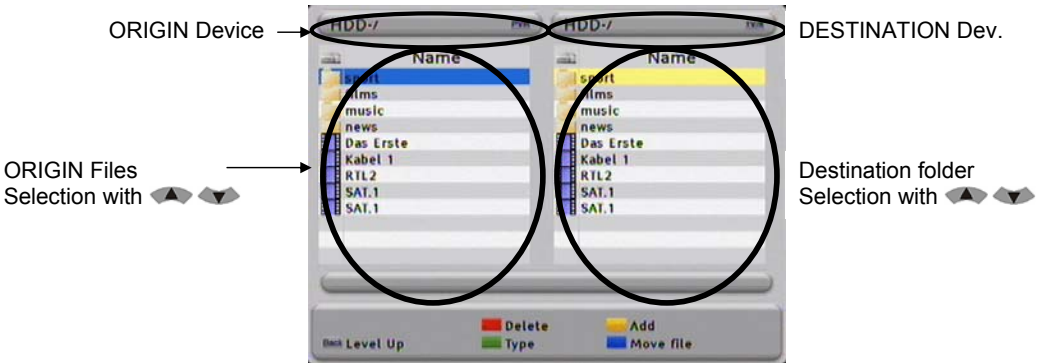 ORIGIN Device
HDD-/
HDD-/
DESTINATION Dev.
Name
Name
sport
films
music
news
Das Erste
Kabel 1
RTL2
SAT.1
SAT.1
sport
films
music
news
Das Erste
Kabel 1
RTL2
SAT.1
SAT.1
ORIGIN Files
Selection with
Destination folder
Selection with
Delete
Add
Back Level Up
Type
Move file